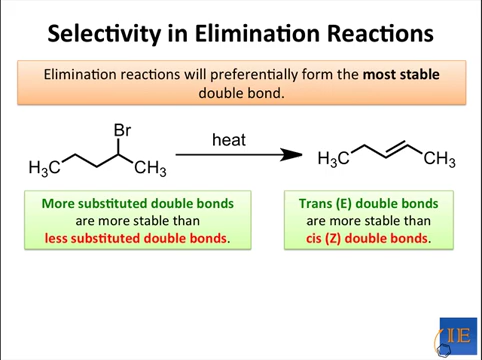 Selectivity in Elimination Reactions
Elimination reactions will preferentially form the most stable
double bond.
Br
heat
H3C
CH3
H3C
CH3
More substituted double bonds
are more stable than
less substituted double bonds.
Trans (E) double bonds
are more stable than
cis (Z) double bonds.
IE